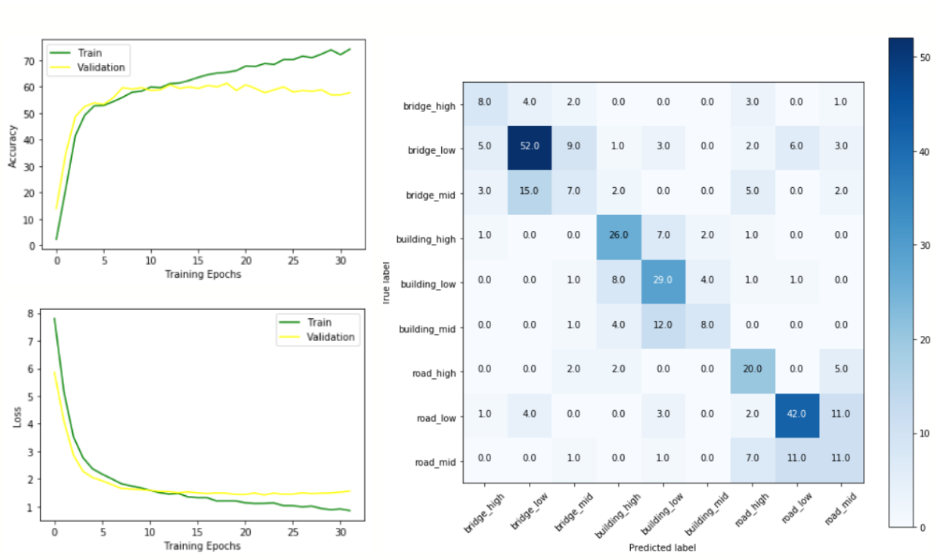 Train
Validation
70
60
50
40
30
20
10
0
Accuracy
0 5 10 15 20 25 30
Training Epochs
Train
Validation
8
7
6
5
4
3
2
1
Loss
0 5 10 15 20 25 30
Training Epochs
True label
bridge_high 8.0 4.0 2.0 0.0 0.0 0.0 3.0 0.0 1.0
bridge_low 5.0 52.0 9.0 1.0 3.0 0.0 2.0 6.0 3.0
bridge_mid 3.0 15.0 7.0 2.0 0.0 0.0 5.0 0.0 2.0
building_high 1.0 0.0 0.0 26.0 7.0 2.0 1.0 0.0 0.0
building_low 0.0 0.0 1.0 8.0 29.0 4.0 1.0 1.0 0.0
building_mid 0.0 0.0 1.0 4.0 12.0 8.0 0.0 0.0 0.0
road_high 0.0 0.0 2.0 2.0 0.0 0.0 20.0 0.0 5.0
road_low 1.0 4.0 0.0 0.0 3.0 0.0 2.0 42.0 11.0
road_mid 0.0 0.0 1.0 0.0 1.0 0.0 7.0 11.0 11.0
bridge_high bridge_low bridge_mid building_high building_low building_mid road_high road_low road_mid
Predicted label
50
40
30
20
10
0